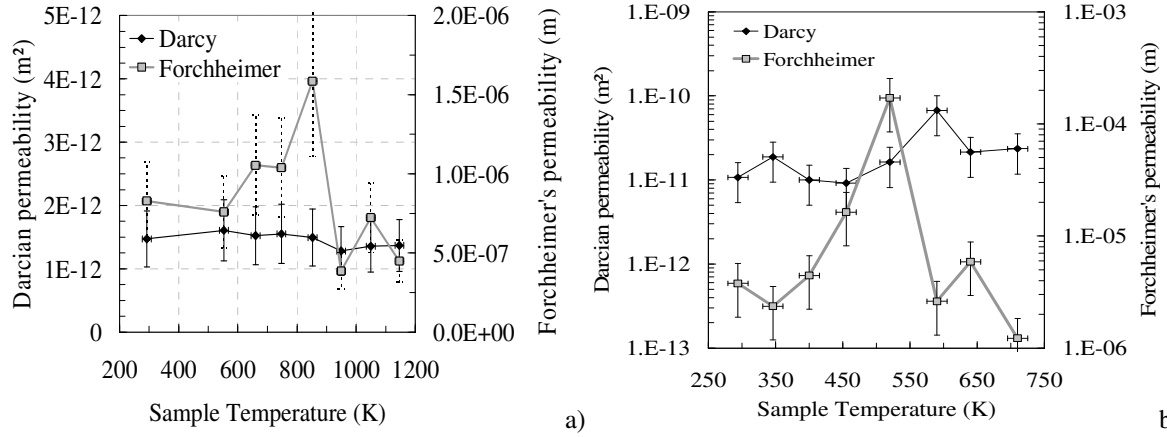 5E-12
4E-12
3E-12
2E-12
1E-12
0
Darcian permeability (m²)
Darcy
Forchheimer
2.0E-06
1.5E-06
1.0E-06
5.0E-07
0.0E+00
Forchheimer's permeability (m)
200 400 600 800 1000 1200
Sample Temperature (K)
a)
1.E-09
1.E-10
1.E-11
1.E-12
1.E-13
Darcian permeability (m²)
Darcy
Forchheimer
1.E-03
1.E-04
1.E-05
1.E-06
Forchheimer's permeability (m)
250 350 450 550 650 750
Sample Temperature (K)
b